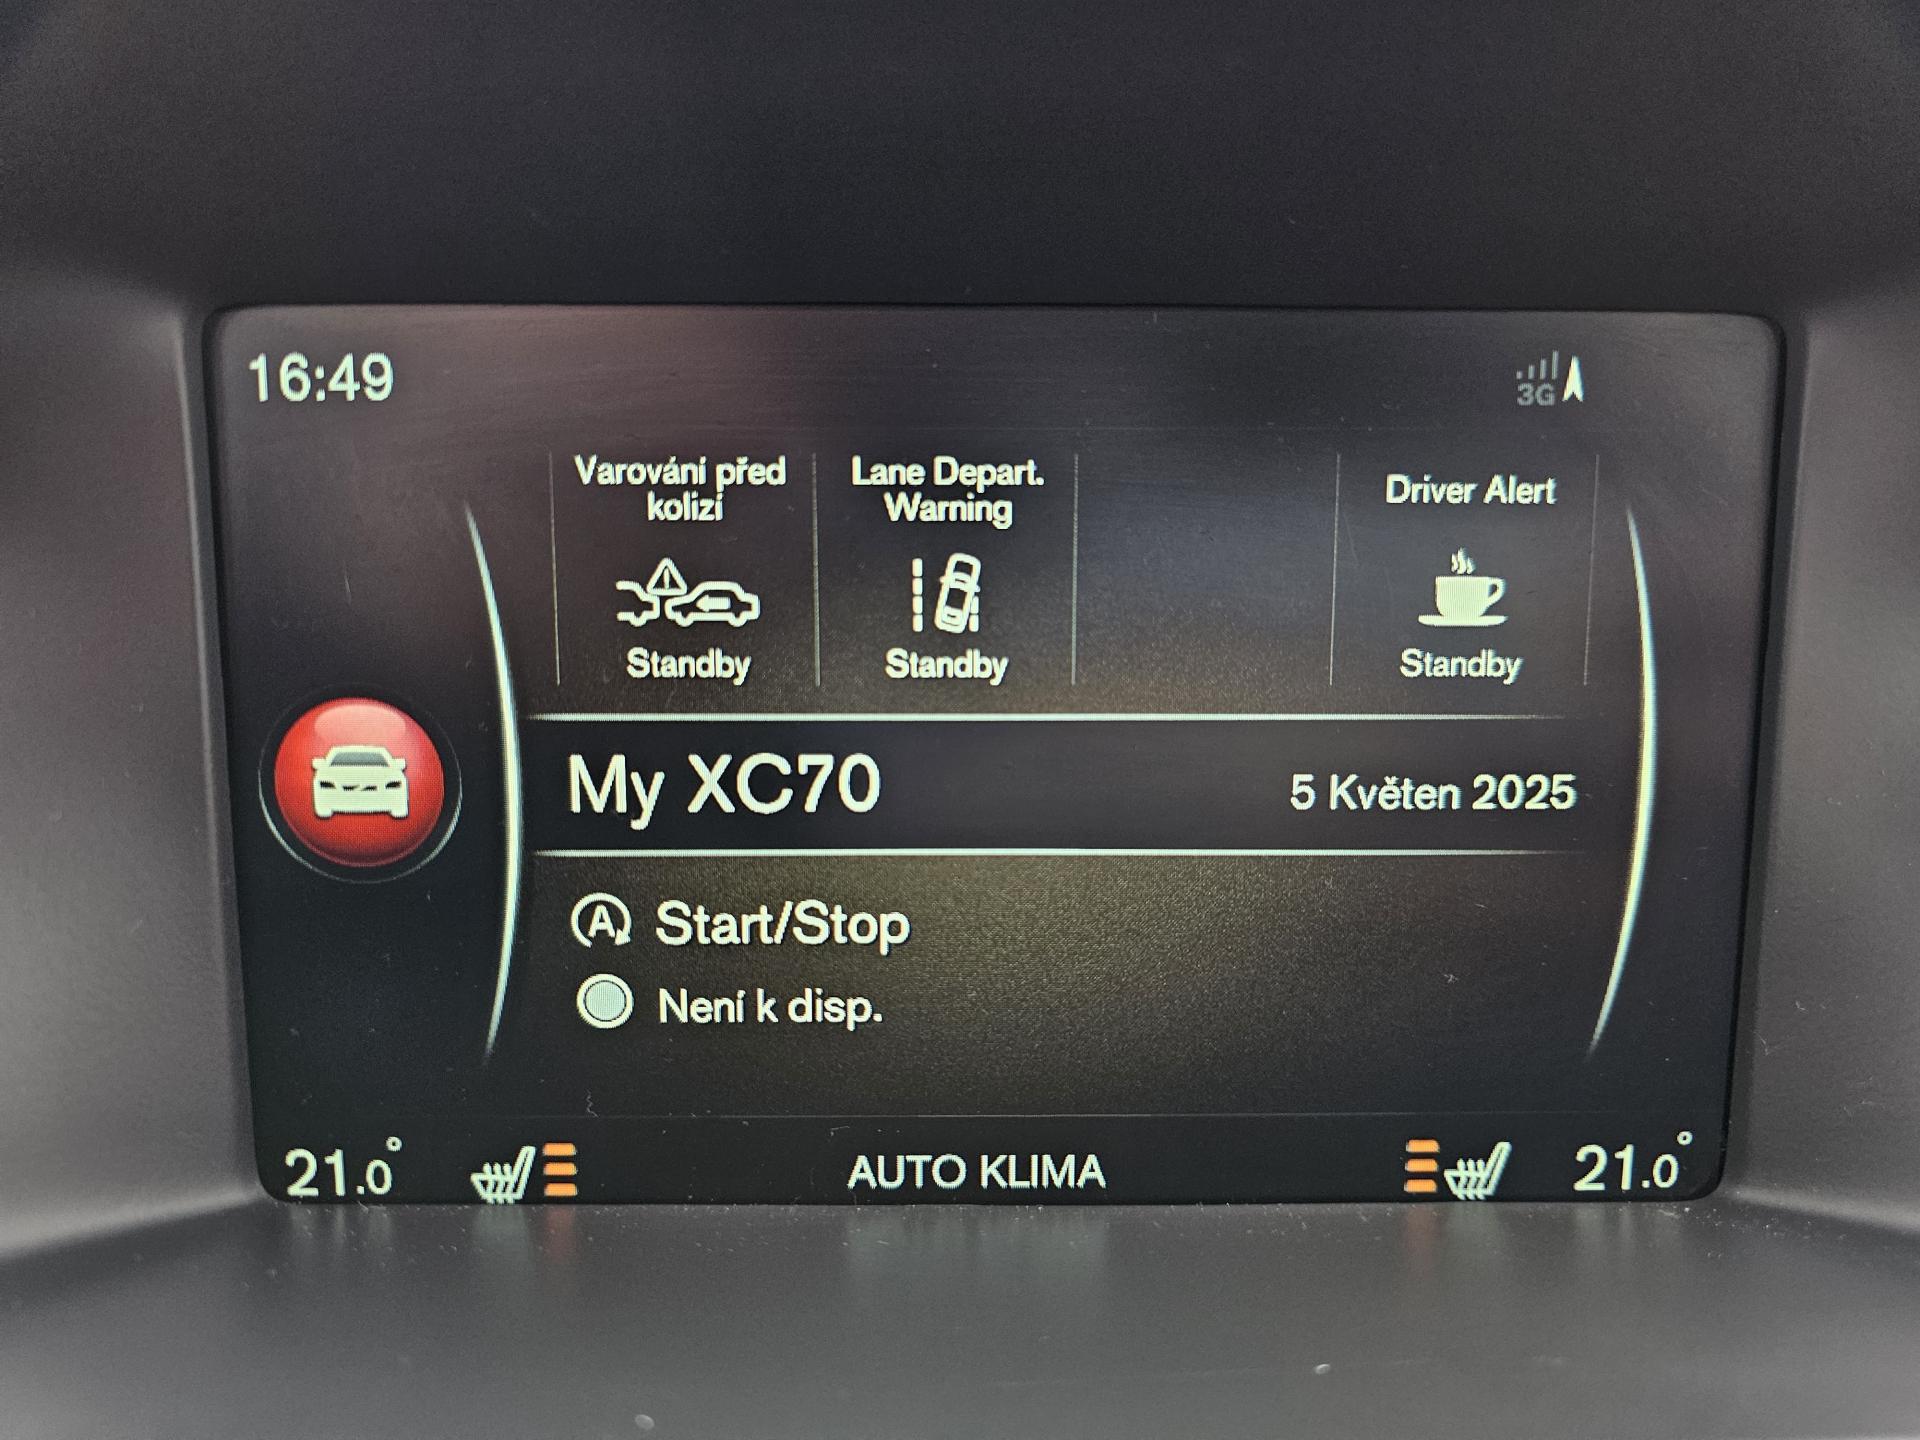 16:49
3G
Varování před
kolizí
Standby
Lane Depart.
Warning
Standby
Driver Alert
Standby
My XC70
5 Květen 2025
A Start/Stop
Není k disp.
21.0°
AUTO KLIMA
21.0°